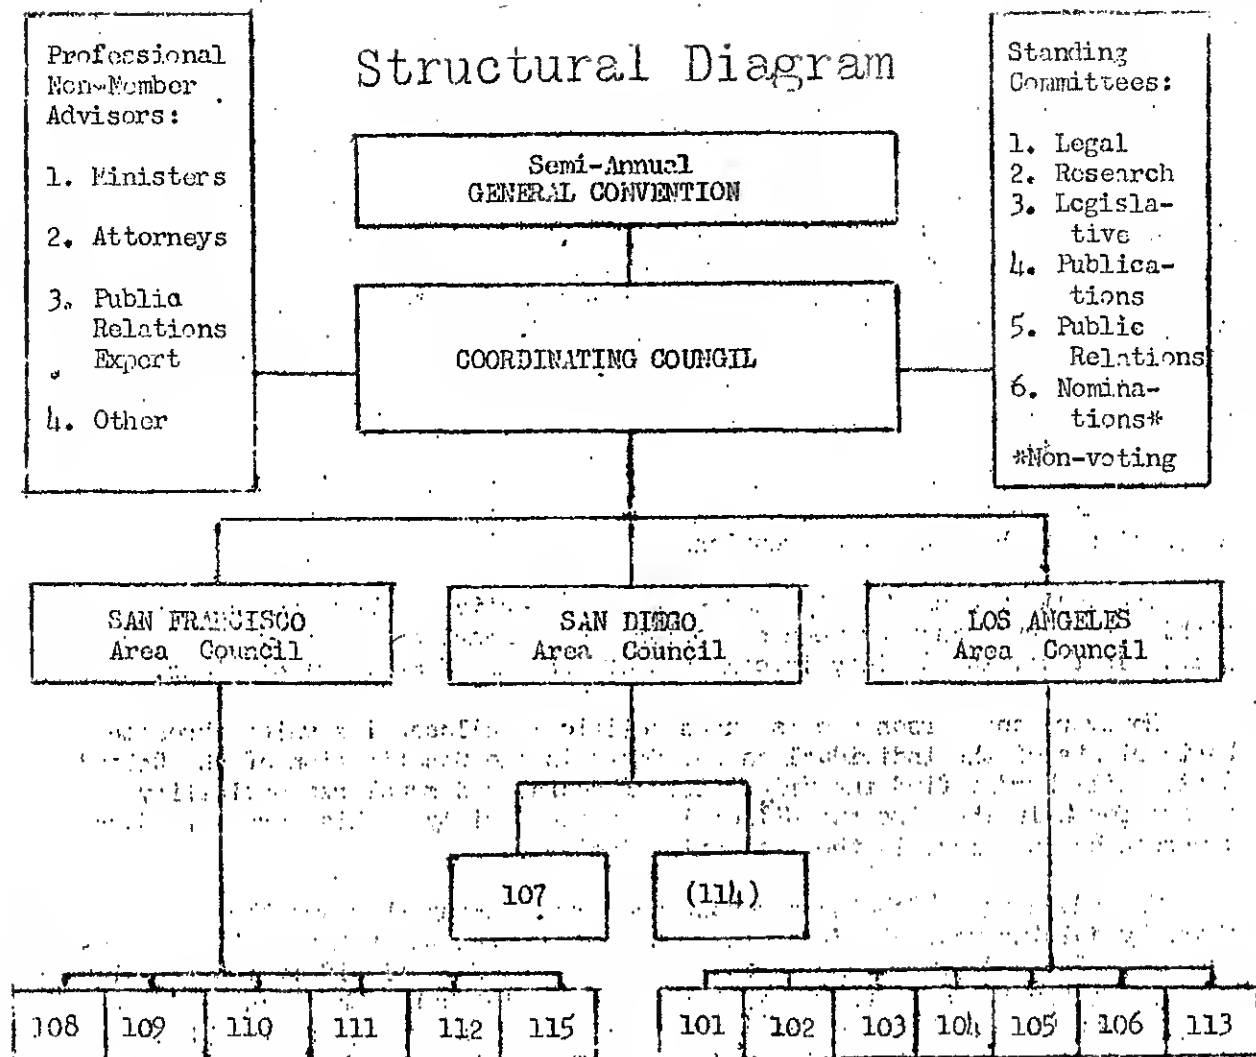 Structural Diagram
Professional
Non-Member
Advisors:
1. Ministers
2. Attorneys
3. Public
Relations
Expert
4. Other
Semi-Annual
GENERAL CONVENTION
COORDINATING COUNCIL
Standing
Committees:
1. Legal
2. Research
3. Legisla-
tive
4. Publica-
tions
5. Public
Relations
6. Nomina-
tions*
*Non-voting
SAN FRANCISCO
Area Council
SAN DIEGO
Area Council
LOS ANGELES
Area Council
107
(114)
108 109 110 111 112 115
101 102 103 104 105 106 113